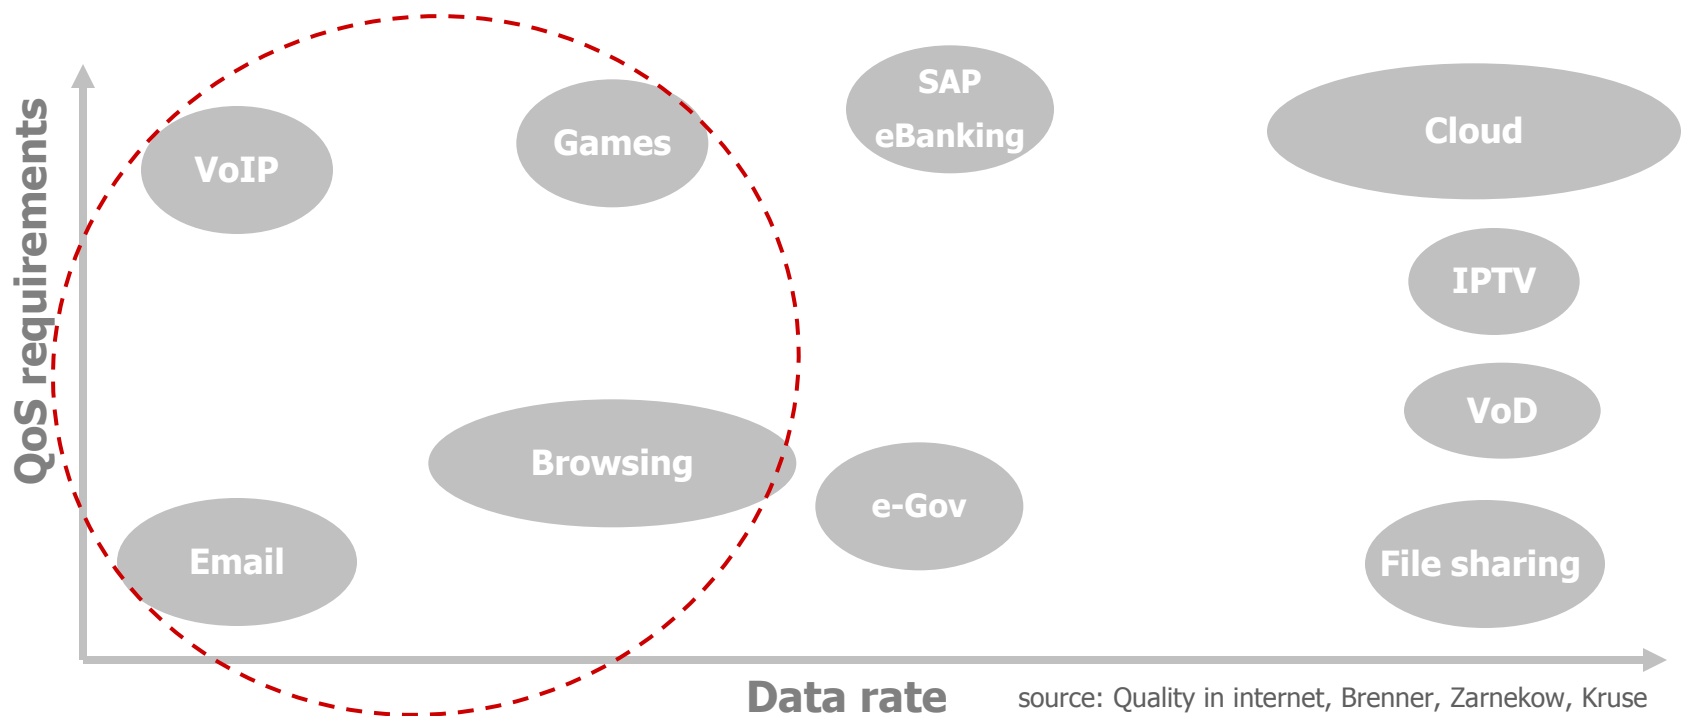 QoS requirements
VoIP
Games
SAP
eBanking
Cloud
IPTV
VoD
Browsing
e-Gov
Email
File sharing
Data rate
source: Quality in internet, Brenner, Zarnekow, Kruse